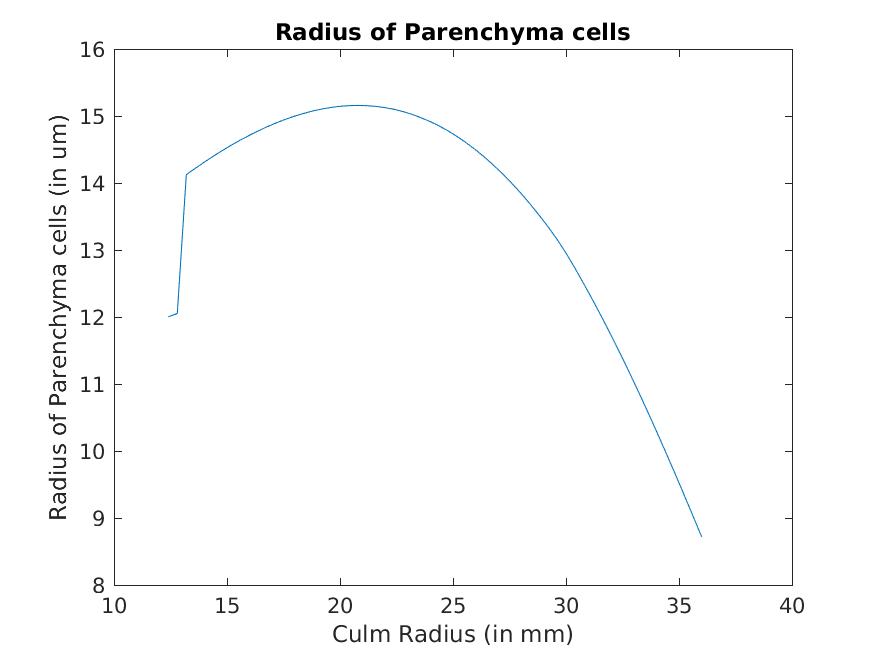 Radius of Parenchyma cells
Radius of Parenchyma cells (in um)
16
15
14
13
12
11
10
9
8
10 15 20 25 30 35 40
Culm Radius (in mm)